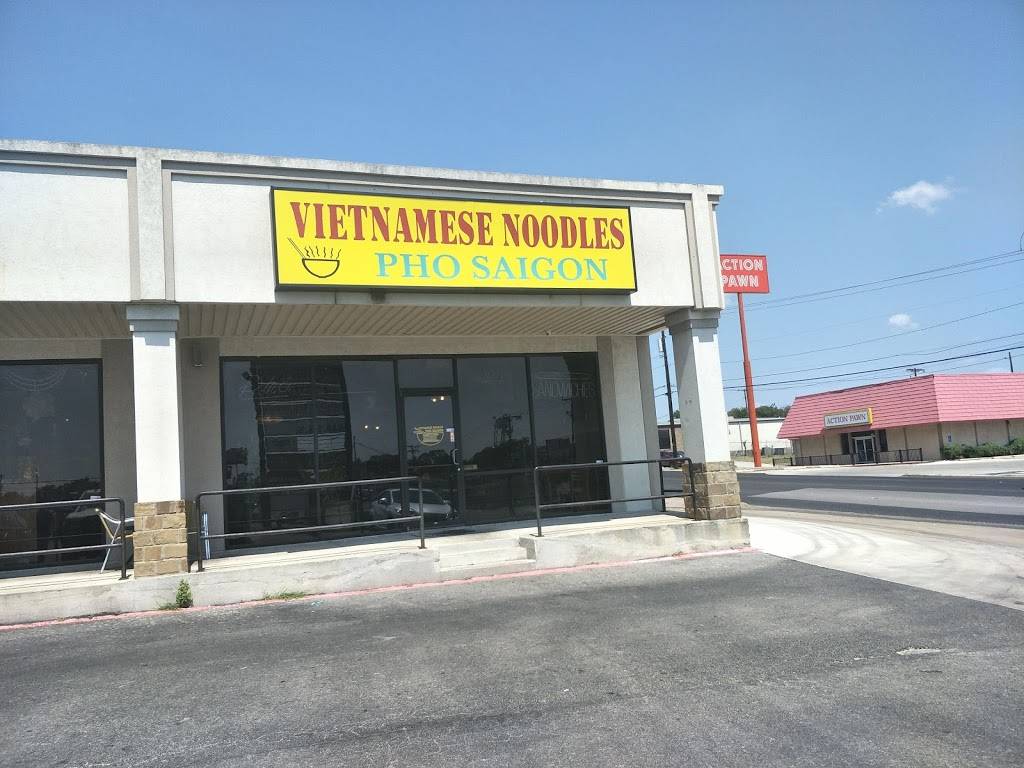 VIETNAMESE NOODLES
PHO SAIGON
ACTION
PAWN
ACTION PAWN
SANDWICHES